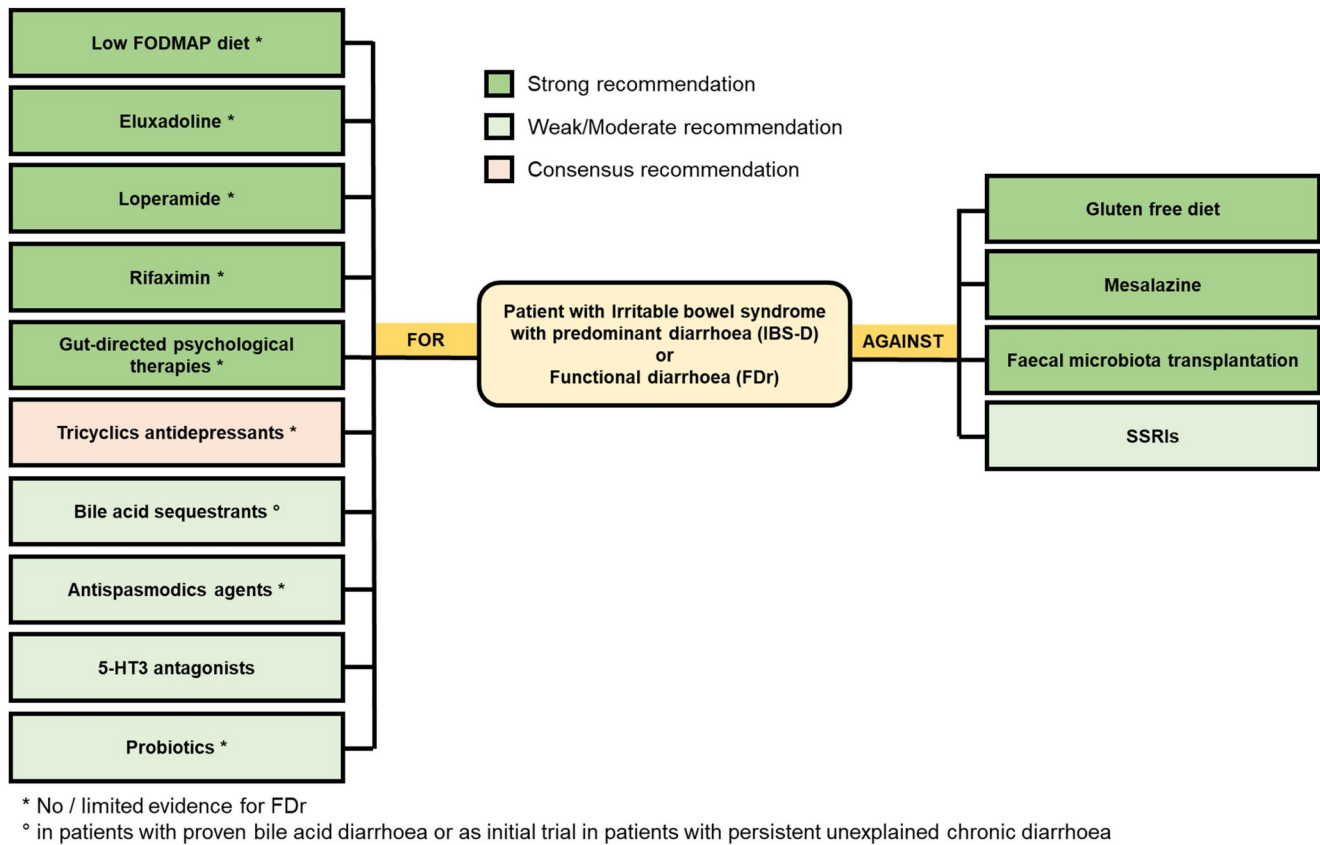 Low FODMAP diet *
Eluxadoline *
Loperamide *
Rifaximin *
Gut-directed psychological
therapies *
Tricyclics antidepressants *
Bile acid sequestrants °
Antispasmodics agents *
5-HT3 antagonists
Probiotics *
FOR
Strong recommendation
Weak/Moderate recommendation
Consensus recommendation
Patient with Irritable bowel syndrome
with predominant diarrhoea (IBS-D)
or
Functional diarrhoea (FDr)
AGAINST
Gluten free diet
Mesalazine
Faecal microbiota transplantation
SSRIs
* No / limited evidence for FDr
° in patients with proven bile acid diarrhoea or as initial trial in patients with persistent unexplained chronic diarrhoea